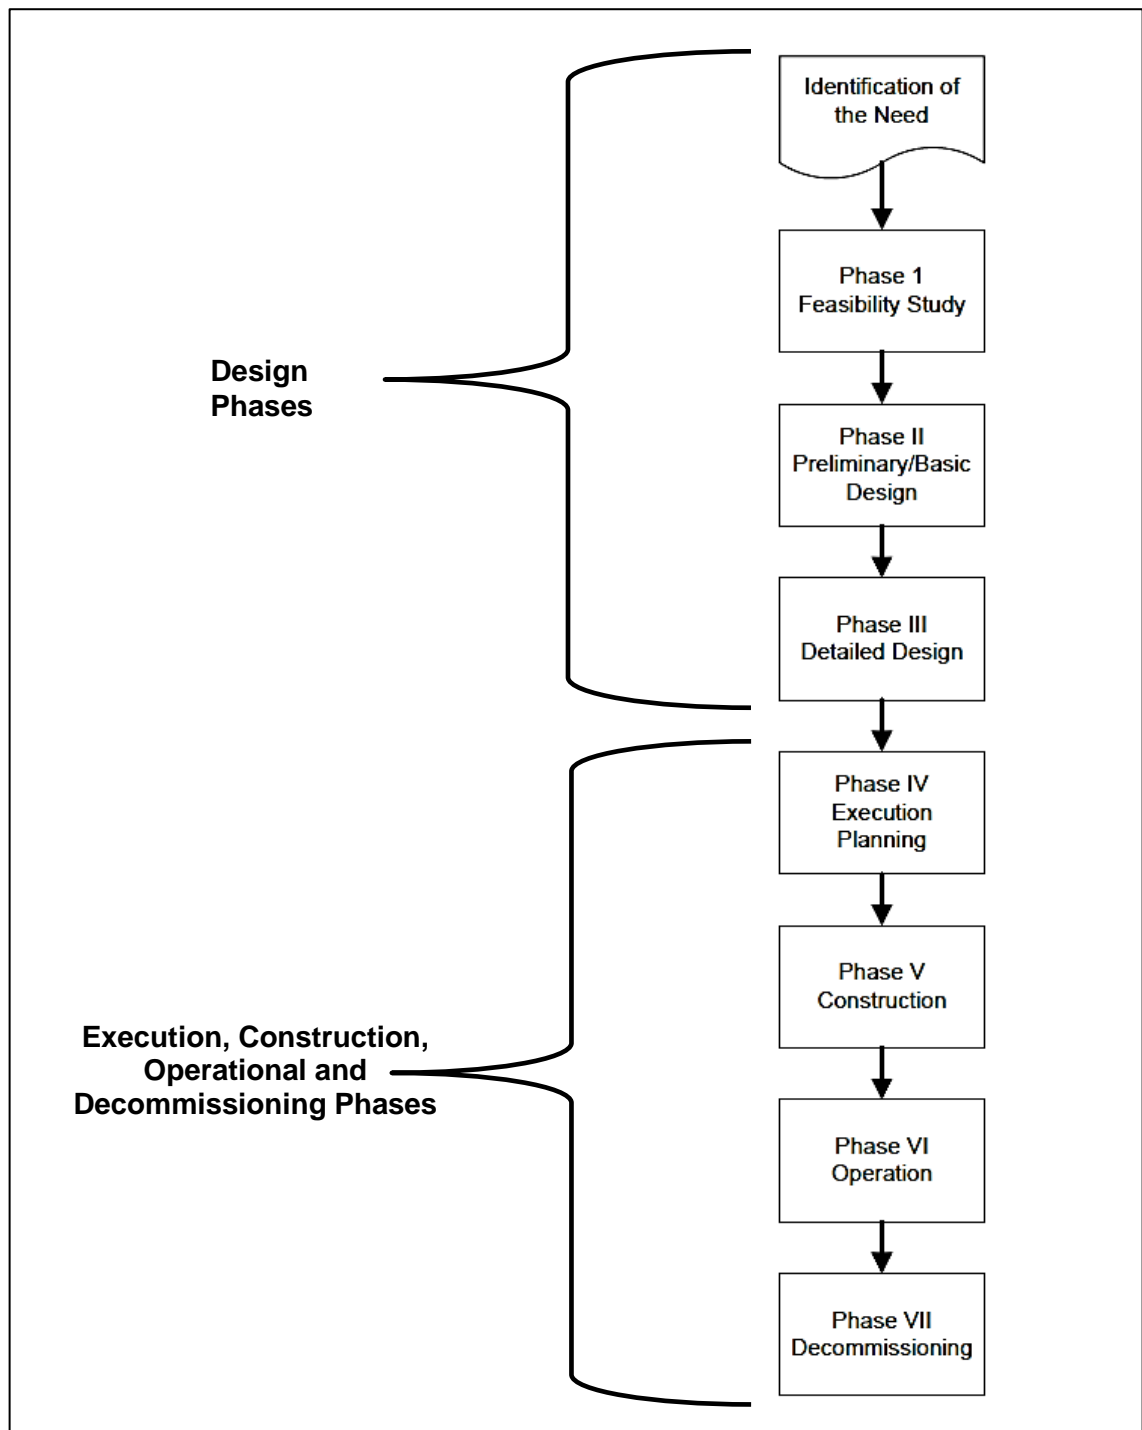 Identification of
the Need
Phase 1
Feasibility Study
Design
Phases
Phase II
Preliminary/Basic
Design
Phase III
Detailed Design
Phase IV
Execution
Planning
Phase V
Construction
Execution, Construction,
Operational and
Decommissioning Phases
Phase VI
Operation
Phase VII
Decommissioning